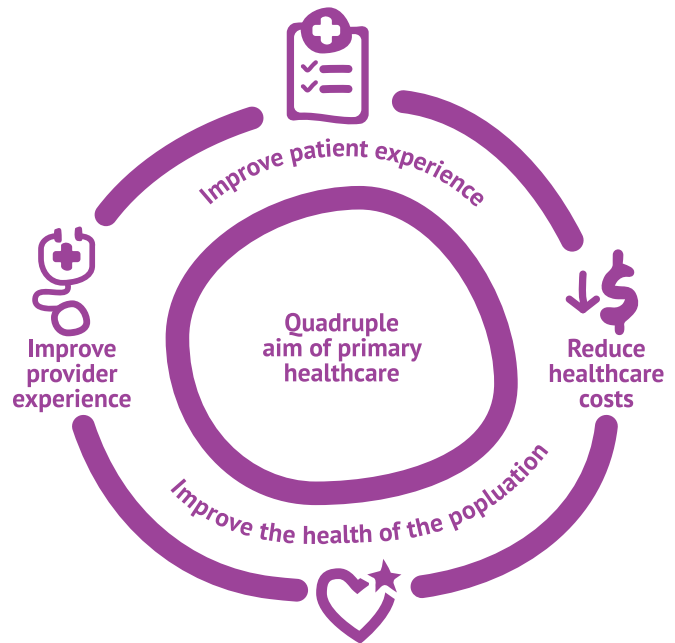 Improve patient experience
Quadruple
aim of primary
healthcare
Improve
provider
experience
Reduce
healthcare
costs
Improve the health of the popluation